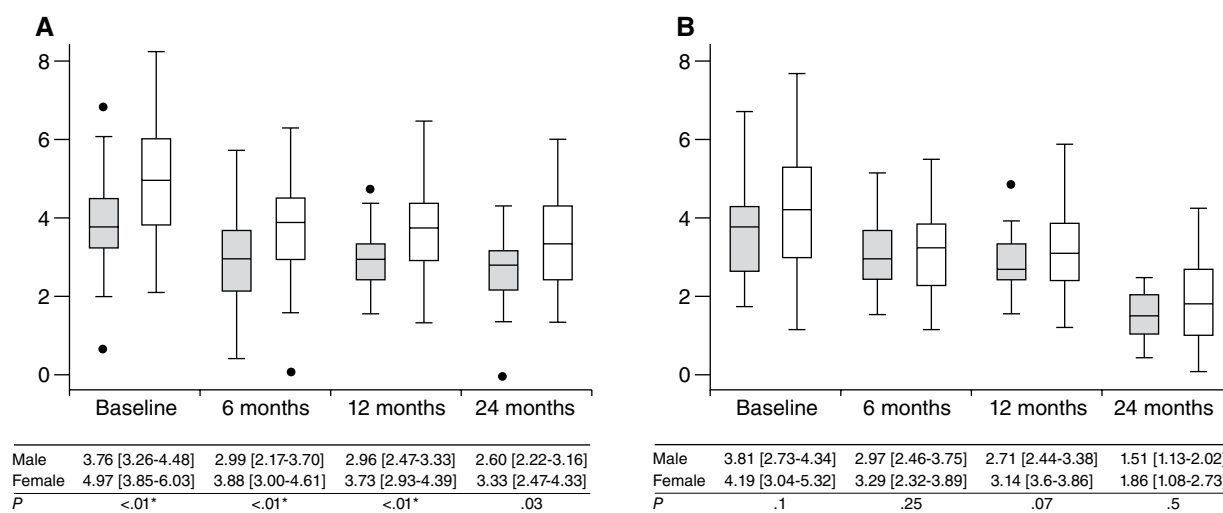 A
8
6
4
2
0
Baseline 6 months 12 months 24 months
Male 3.76 [3.26-4.48] 2.99 [2.17-3.70] 2.96 [2.47-3.33] 2.60 [2.22-3.16]
Female 4.97 [3.85-6.03] 3.88 [3.00-4.61] 3.73 [2.93-4.39] 3.33 [2.47-4.33]
P <.01* <.01* <.01* .03
B
8
6
4
2
0
Baseline 6 months 12 months 24 months
Male 3.81 [2.73-4.34] 2.97 [2.46-3.75] 2.71 [2.44-3.38] 1.51 [1.13-2.02]
Female 4.19 [3.04-5.32] 3.29 [2.32-3.89] 3.14 [3.6-3.86] 1.86 [1.08-2.73]
P .1 .25 .07 .5